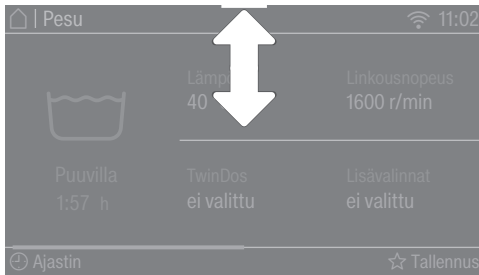 | Pesu
11:02
40
Linkousnopeus
1600 r/min
Puuvilla
1:57 h
TwinDos
ei valittu
Lisävalinnat
ei valittu
Ajastin
Tallennus